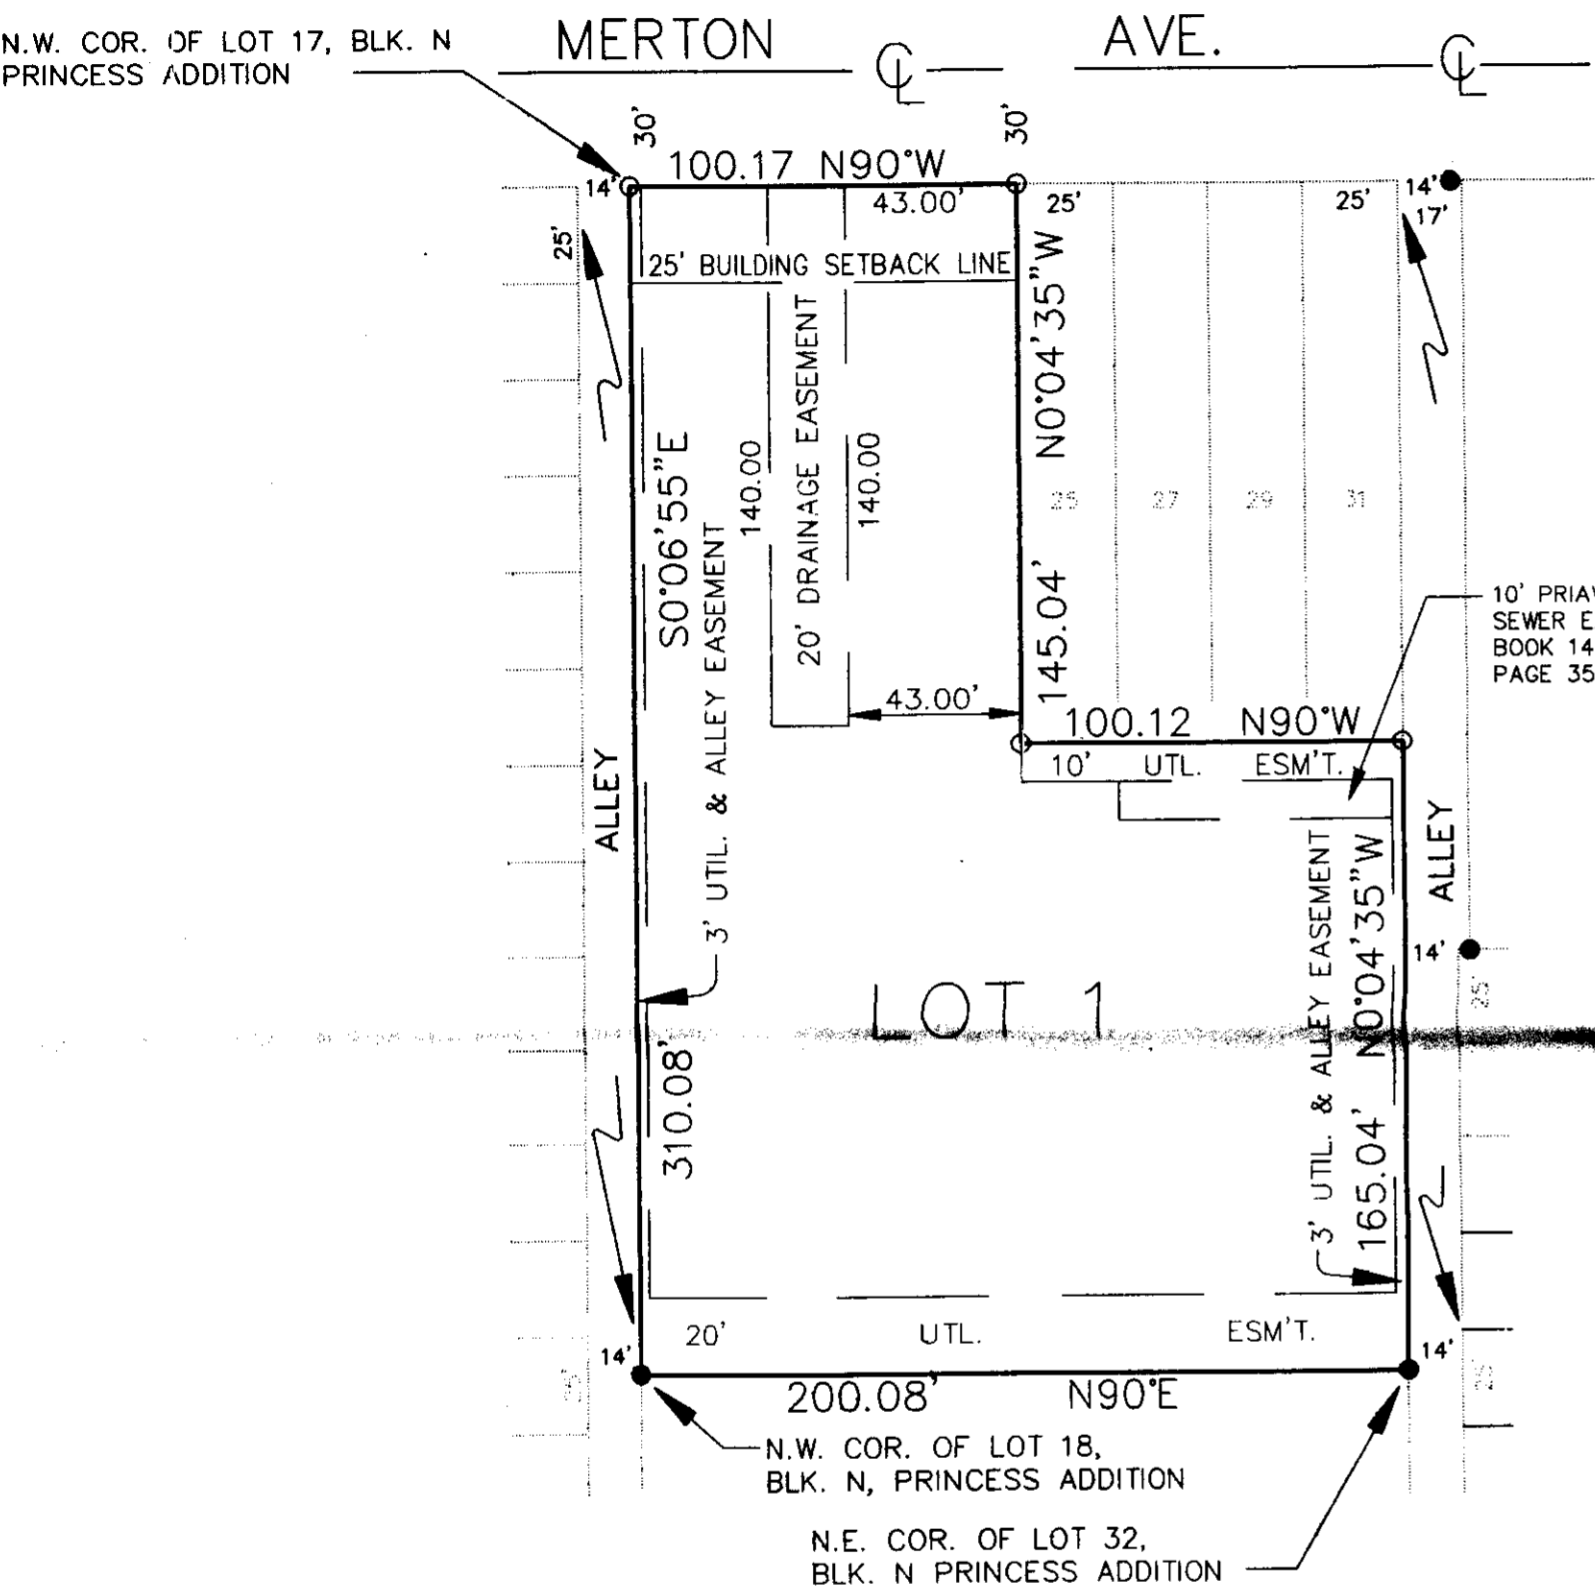 N.W. COR. OF LOT 17, BLK. N
PRINCESS ADDITION
MERTON AVE.
CL
CL
30'
30'
100.17 N90°W
14'
43.00'
25'
25'
14'
17'
25'
25' BUILDING SETBACK LINE
N0°04'35"W
145.04'
S0°06'55"E
310.08'
3' UTIL. & ALLEY EASEMENT
140.00
20' DRAINAGE EASEMENT
140.00
43.00'
25
27
29
31
10'
SEWER
BOOK 14
PAGE 35
100.12 N90°W
10' UTL. ESM'T.
ALLEY
ALLEY
3' UTIL. & ALLEY EASEMENT
165.04' N0°04'35"W
14'
25'
LOT 1
20' UTL. ESM'T.
14'
14'
25
200.08' N90°E
N.W. COR. OF LOT 18,
BLK. N, PRINCESS ADDITION
N.E. COR. OF LOT 32,
BLK. N PRINCESS ADDITION